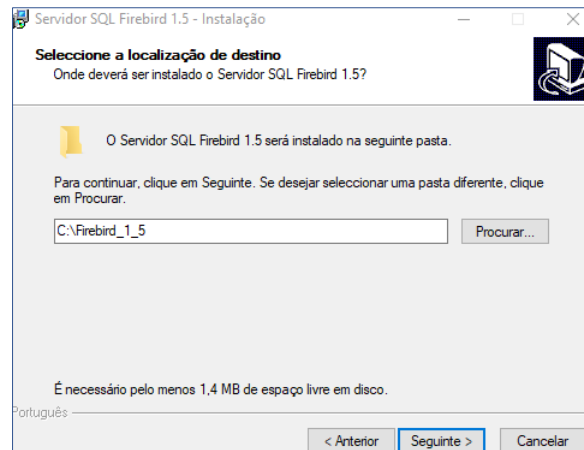 Servidor SQL Firebird 1.5 - Instalação
Seleccione a localização de destino
Onde deverá ser instalado o Servidor SQL Firebird 1.5?
O Servidor SQL Firebird 1.5 será instalado na seguinte pasta.
Para continuar, clique em Seguinte. Se desejar seleccionar uma pasta diferente, clique
em Procurar.
C:\Firebird_1_5
Procurar...
É necessário pelo menos 1,4 MB de espaço livre em disco.
Português
< Anterior
Seguinte >
Cancelar